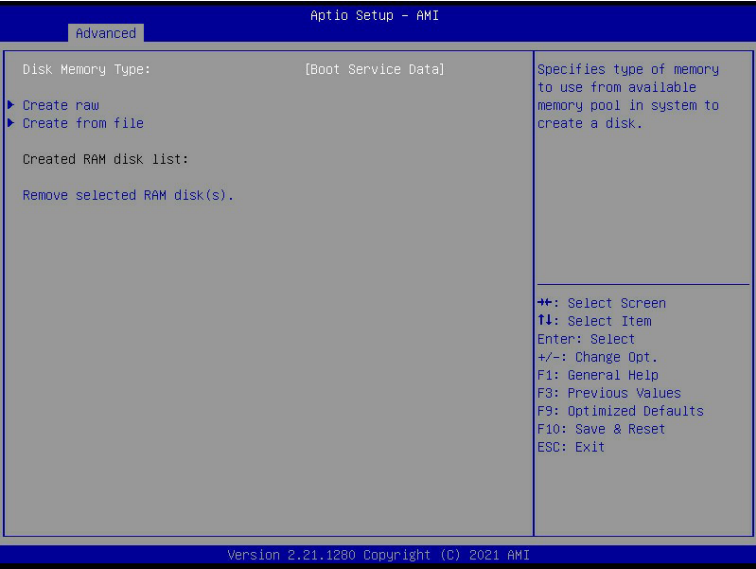 Aptio Setup – AMI
Advanced
Disk Memory Type: [Boot Service Data]
Create raw
Create from file
Created RAM disk list:
Remove selected RAM disk(s).
Specifies type of memory
to use from available
memory pool in system to
create a disk.
→←: Select Screen
↑↓: Select Item
Enter: Select
+/-: Change Opt.
F1: General Help
F3: Previous Values
F9: Optimized Defaults
F10: Save & Reset
ESC: Exit
Version 2.21.1280 Copyright (C) 2021 AMI